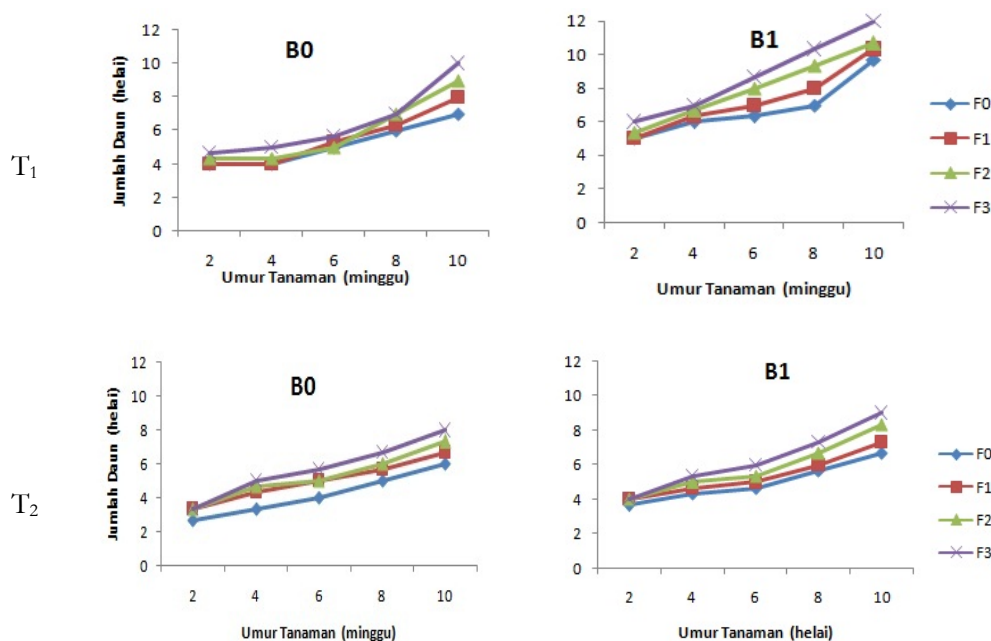 T1
B0
Jumlah Daun (helai)
12
10
8
6
4
2
0
2 4 6 8 10
Umur Tanaman (minggu)
B1
12
10
8
6
4
2
0
2 4 6 8 10
Umur Tanaman (minggu)
F0
F1
F2
F3
T2
B0
Jumlah Daun (helai)
12
10
8
6
4
2
0
2 4 6 8 10
Umur Tanaman (minggu)
B1
12
10
8
6
4
2
0
2 4 6 8 10
Umur Tanaman (helai)
F0
F1
F2
F3